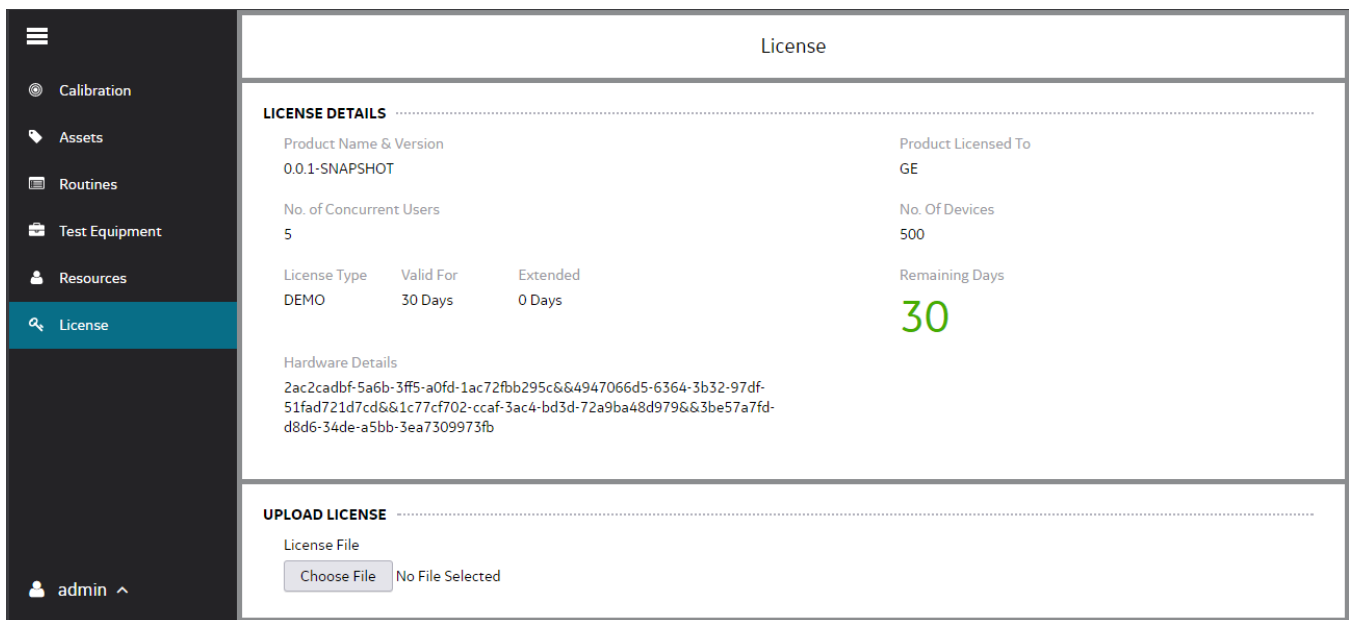 License
Calibration
Assets
Routines
Test Equipment
Resources
License
admin
LICENSE DETAILS
Product Name & Version
0.0.1-SNAPSHOT
Product Licensed To
GE
No. of Concurrent Users
5
No. Of Devices
500
License Type Valid For Extended
DEMO 30 Days 0 Days
Remaining Days
30
Hardware Details
2ac2cadbf-5a6b-3ff5-a0fd-1ac72fbb295c&&4947066d5-6364-3b32-97df-
51fad721d7cd&&1c77cf702-ccaf-3ac4-bd3d-72a9ba48d979&&3be57a7fd-
d8d6-34de-a5bb-3ea7309973fb
UPLOAD LICENSE
License File
Choose File No File Selected